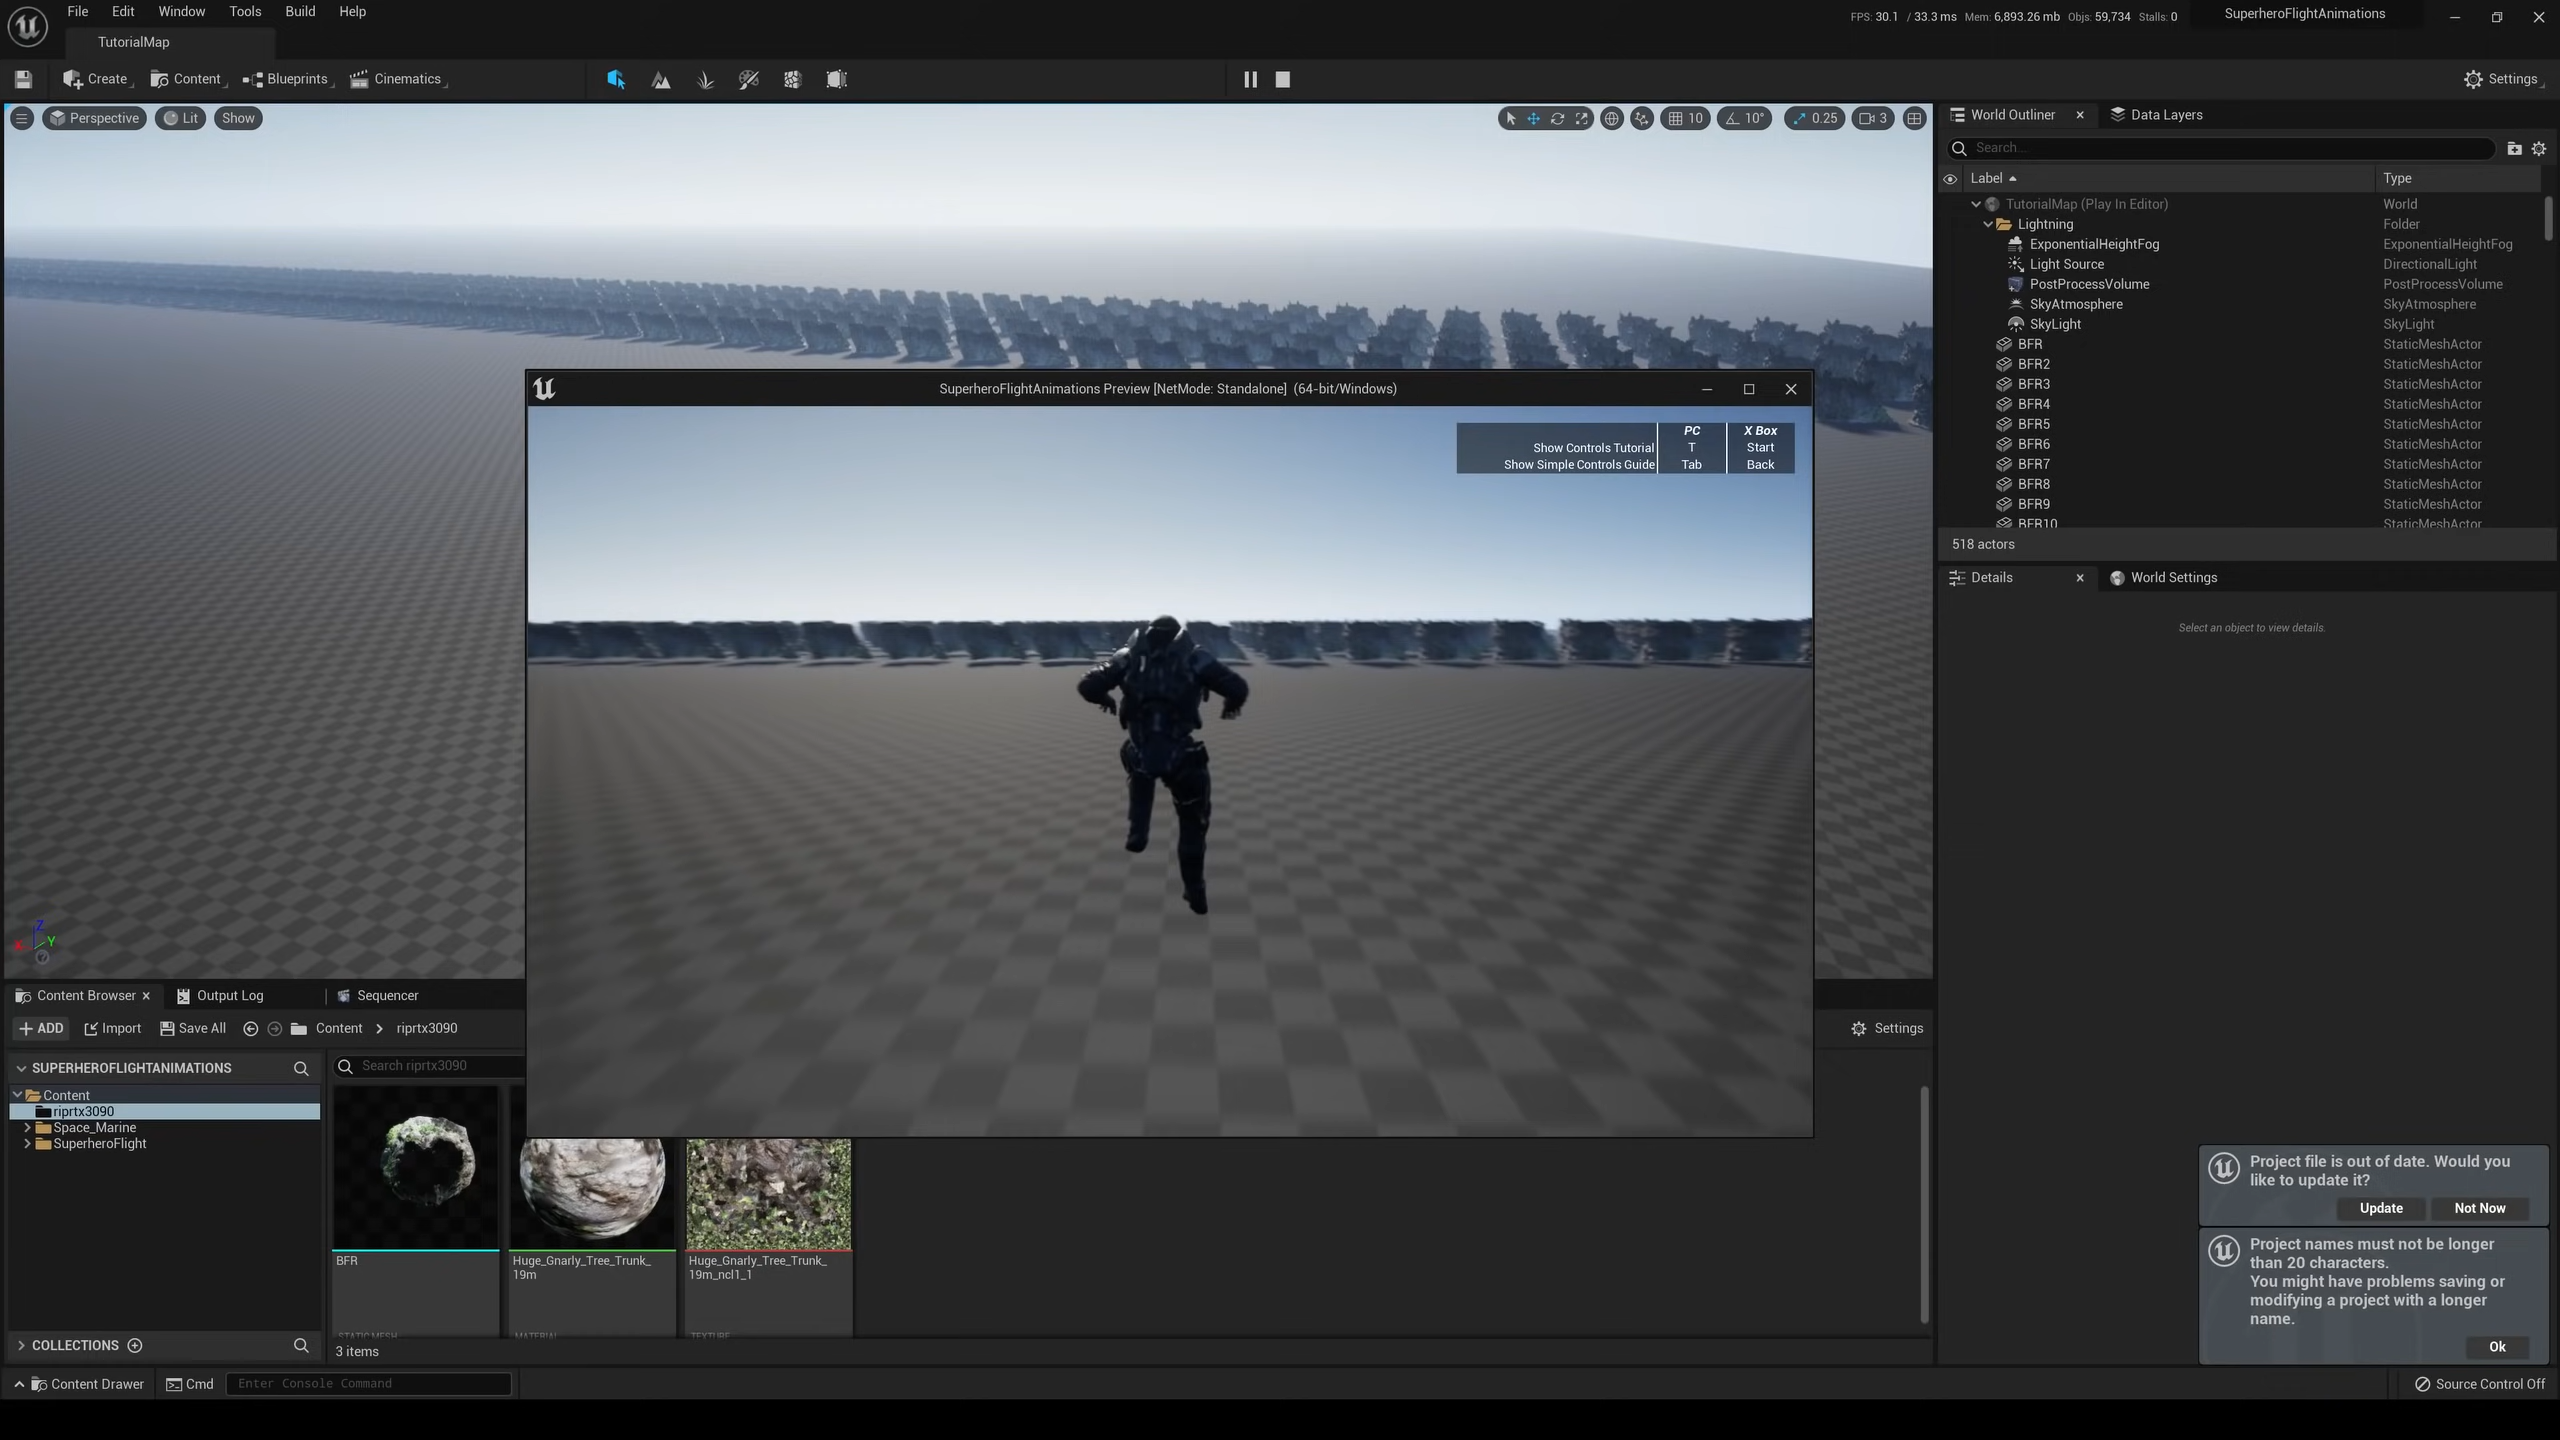 File Edit Window Tools Build Help
FPS: 30.1 / 33.3 ms Mem: 6,893.26 mb Objs: 59,734 Stalls: 0
SuperheroFlightAnimations
TutorialMap
Create Content Blueprints Cinematics
Settings
Perspective Lit Show
10 10° 0.25 3
World Outliner Data Layers
Search...
Label Type
TutorialMap (Play In Editor) World
Lightning Folder
ExponentialHeightFog ExponentialHeightFog
Light Source DirectionalLight
PostProcessVolume PostProcessVolume
SkyAtmosphere SkyAtmosphere
SkyLight SkyLight
BFR StaticMeshActor
BFR2 StaticMeshActor
BFR3 StaticMeshActor
BFR4 StaticMeshActor
BFR5 StaticMeshActor
BFR6 StaticMeshActor
BFR7 StaticMeshActor
BFR8 StaticMeshActor
BFR9 StaticMeshActor
BFR10 StaticMeshActor
518 actors
Details World Settings
Select an object to view details.
SuperheroFlightAnimations Preview [NetMode: Standalone] (64-bit/Windows)
PC X Box
Show Controls Tutorial T Start
Show Simple Controls Guide Tab Back
Z
X Y
Content Browser Output Log Sequencer
ADD Import Save All Content riprtx3090
Settings
SUPERHEROFLIGHTANIMATIONS
Search riprtx3090
Content
riprtx3090
Space_Marine
SuperheroFlight
BFR
STATIC MESH
Huge_Gnarly_Tree_Trunk_
19m
MATERIAL
Huge_Gnarly_Tree_Trunk_
19m_ncl1_1
TEXTURE
COLLECTIONS
3 items
Project file is out of date. Would you
like to update it?
Update Not Now
Project names must not be longer
than 20 characters.
You might have problems saving or
modifying a project with a longer
name.
Ok
Content Drawer Cmd Enter Console Command
Source Control Off